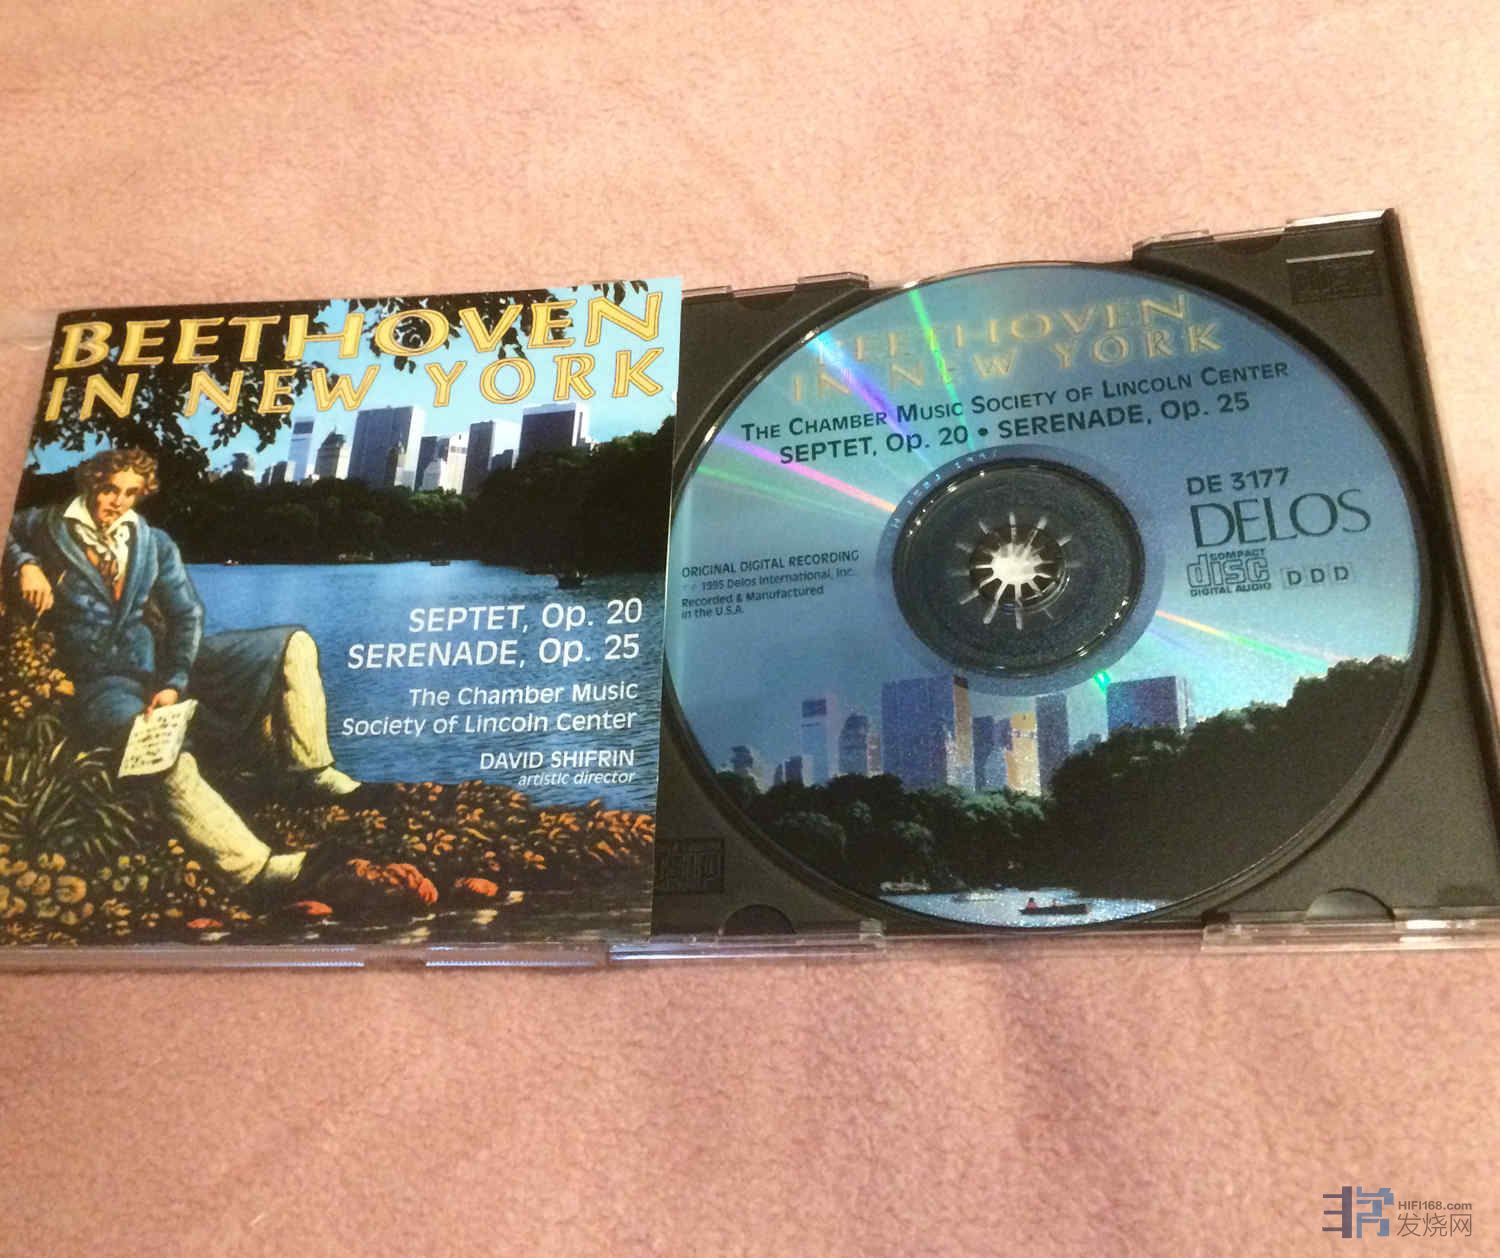 BEETHOVEN
IN NEW YORK
SEPTET, Op. 20
SERENADE, Op. 25
The Chamber Music
Society of Lincoln Center
DAVID SHIFRIN
artistic director
BEETHOVEN
IN NEW YORK
THE CHAMBER MUSIC SOCIETY OF LINCOLN CENTER
SEPTET, Op. 20 • SERENADE, Op. 25
DE 3177
DELOS
COMPACT
disc
DIGITAL AUDIO
DDD
ORIGINAL DIGITAL RECORDING
1995 Delos International, Inc.
Recorded & Manufactured
in the U.S.A.
HIFI168.com
发烧网